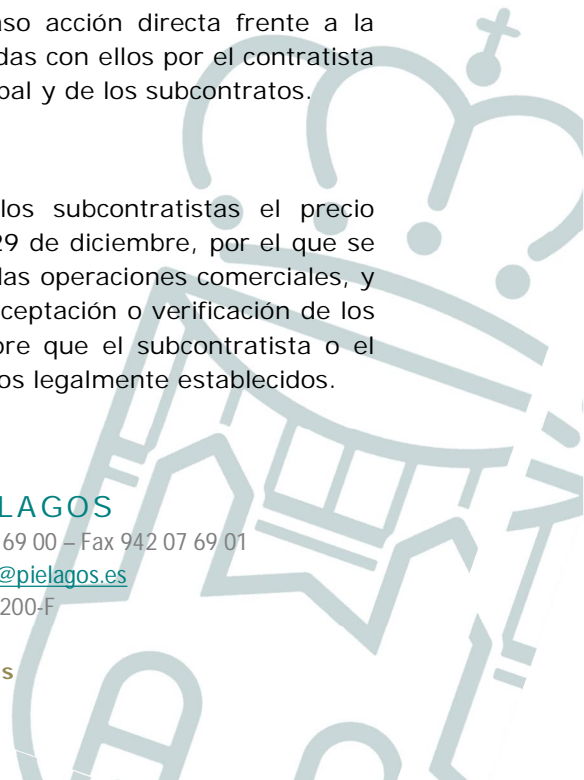 so acción directa frente a la
das con ellos por el contratista
pal y de los subcontratos.
los subcontratistas el precio
29 de diciembre, por el que se
las operaciones comerciales, y
ceptación o verificación de los
bre que el subcontratista o el
os legalmente establecidos.
LAGOS
69 00 – Fax 942 07 69 01
@pielagos.es
200-F
s